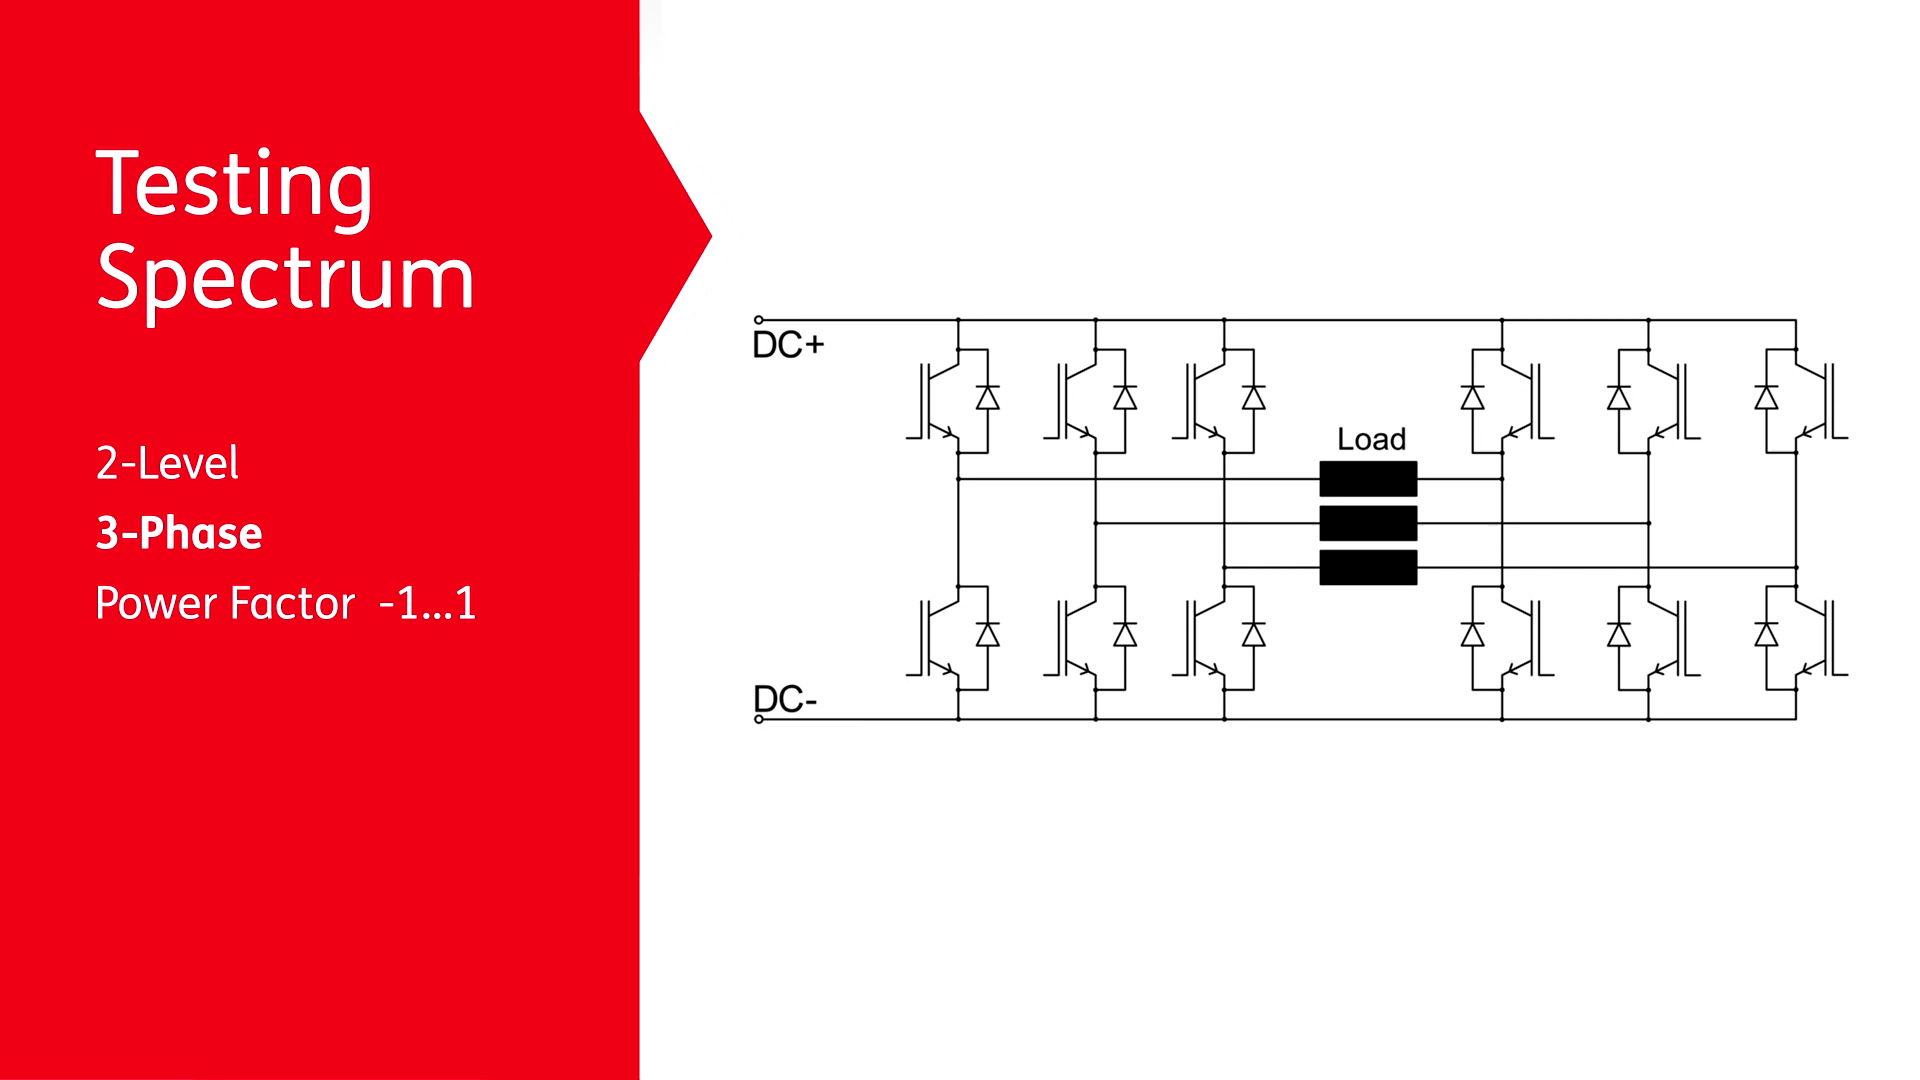 Testing
Spectrum
2-Level
3-Phase
Power Factor -1...1
DC+
Load
DC-